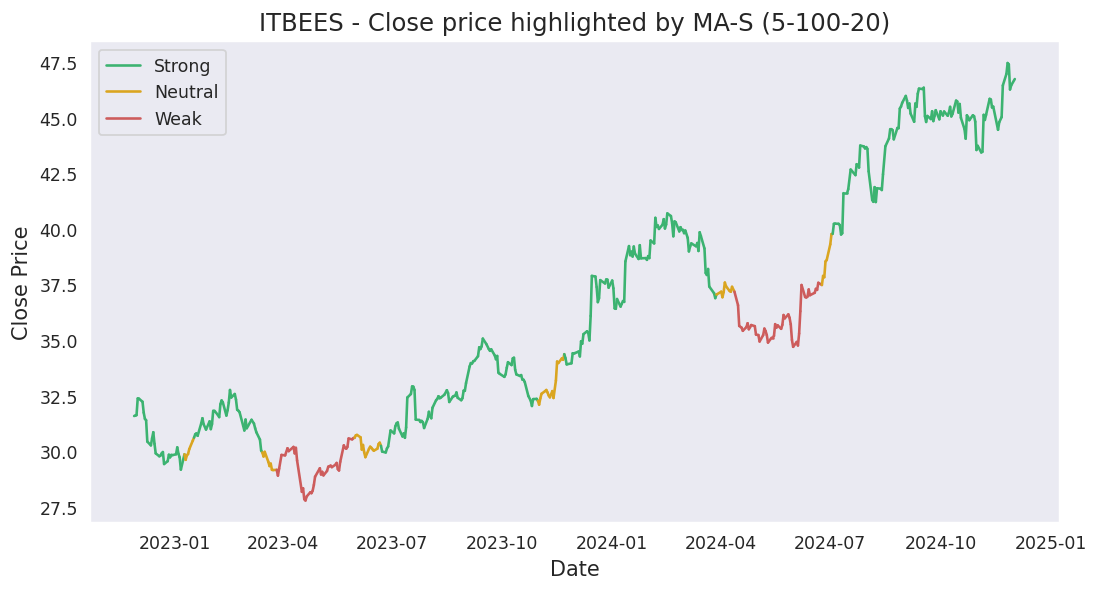 ITBEES - Close price highlighted by MA-S (5-100-20)
Strong
Neutral
Weak
Close Price
47.5
45.0
42.5
40.0
37.5
35.0
32.5
30.0
27.5
2023-01 2023-04 2023-07 2023-10 2024-01 2024-04 2024-07 2024-10 2025-01
Date